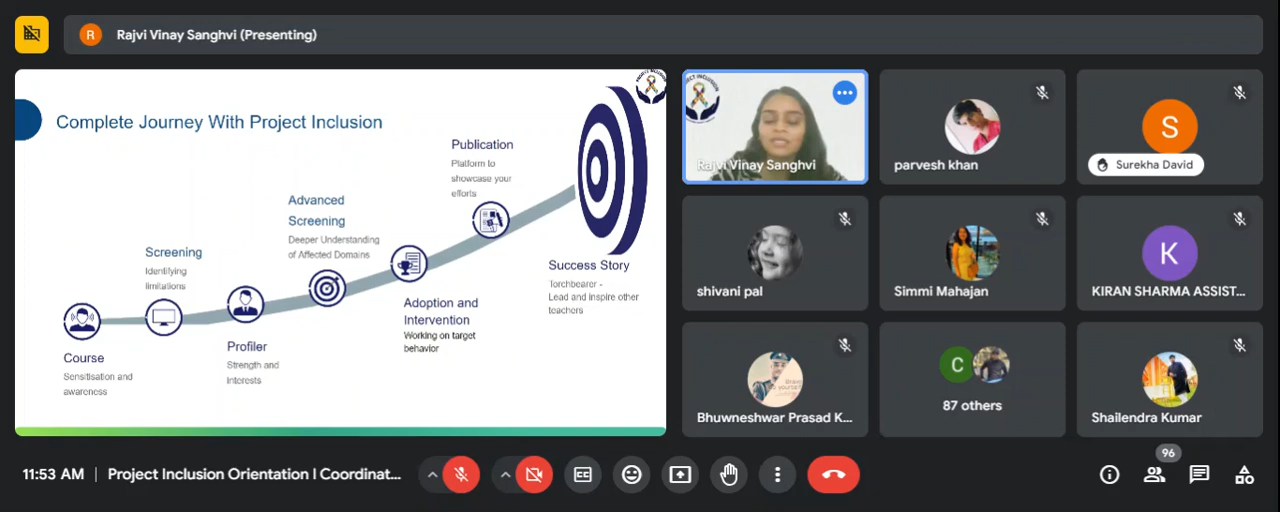 R Rajvi Vinay Sanghvi (Presenting)
Complete Journey With Project Inclusion
Publication
Platform to
showcase your
efforts
Advanced
Screening
Deeper Understanding
of Affected Domains
Screening
Identifying
limitations
Success Story
Torchbearer -
Lead and inspire other
teachers
Adoption and
Intervention
Working on target
behavior
Profiler
Strength and
Interests
Course
Sensitisation and
awareness
Rajvi Vinay Sanghvi
parvesh khan
S
Surekha David
shivani pal
Simmi Mahajan
K
KIRAN SHARMA ASSIST...
Bhuwneshwar Prasad K...
C
87 others
Shailendra Kumar
11:53 AM | Project Inclusion Orientation I Coordinat...
CC
96